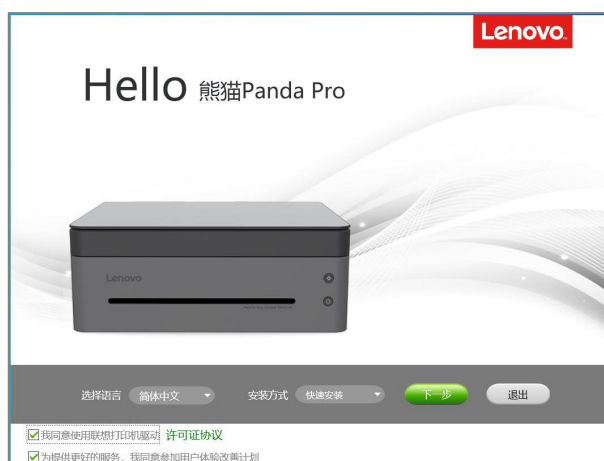 Lenovo
Hello 熊猫Panda Pro
Lenovo
选择语言 简体中文 安装方式 快速安装 下一步 退出
我同意使用联想打印机驱动 许可证协议
为提供更好的服务，我同意参加用户体验改善计划